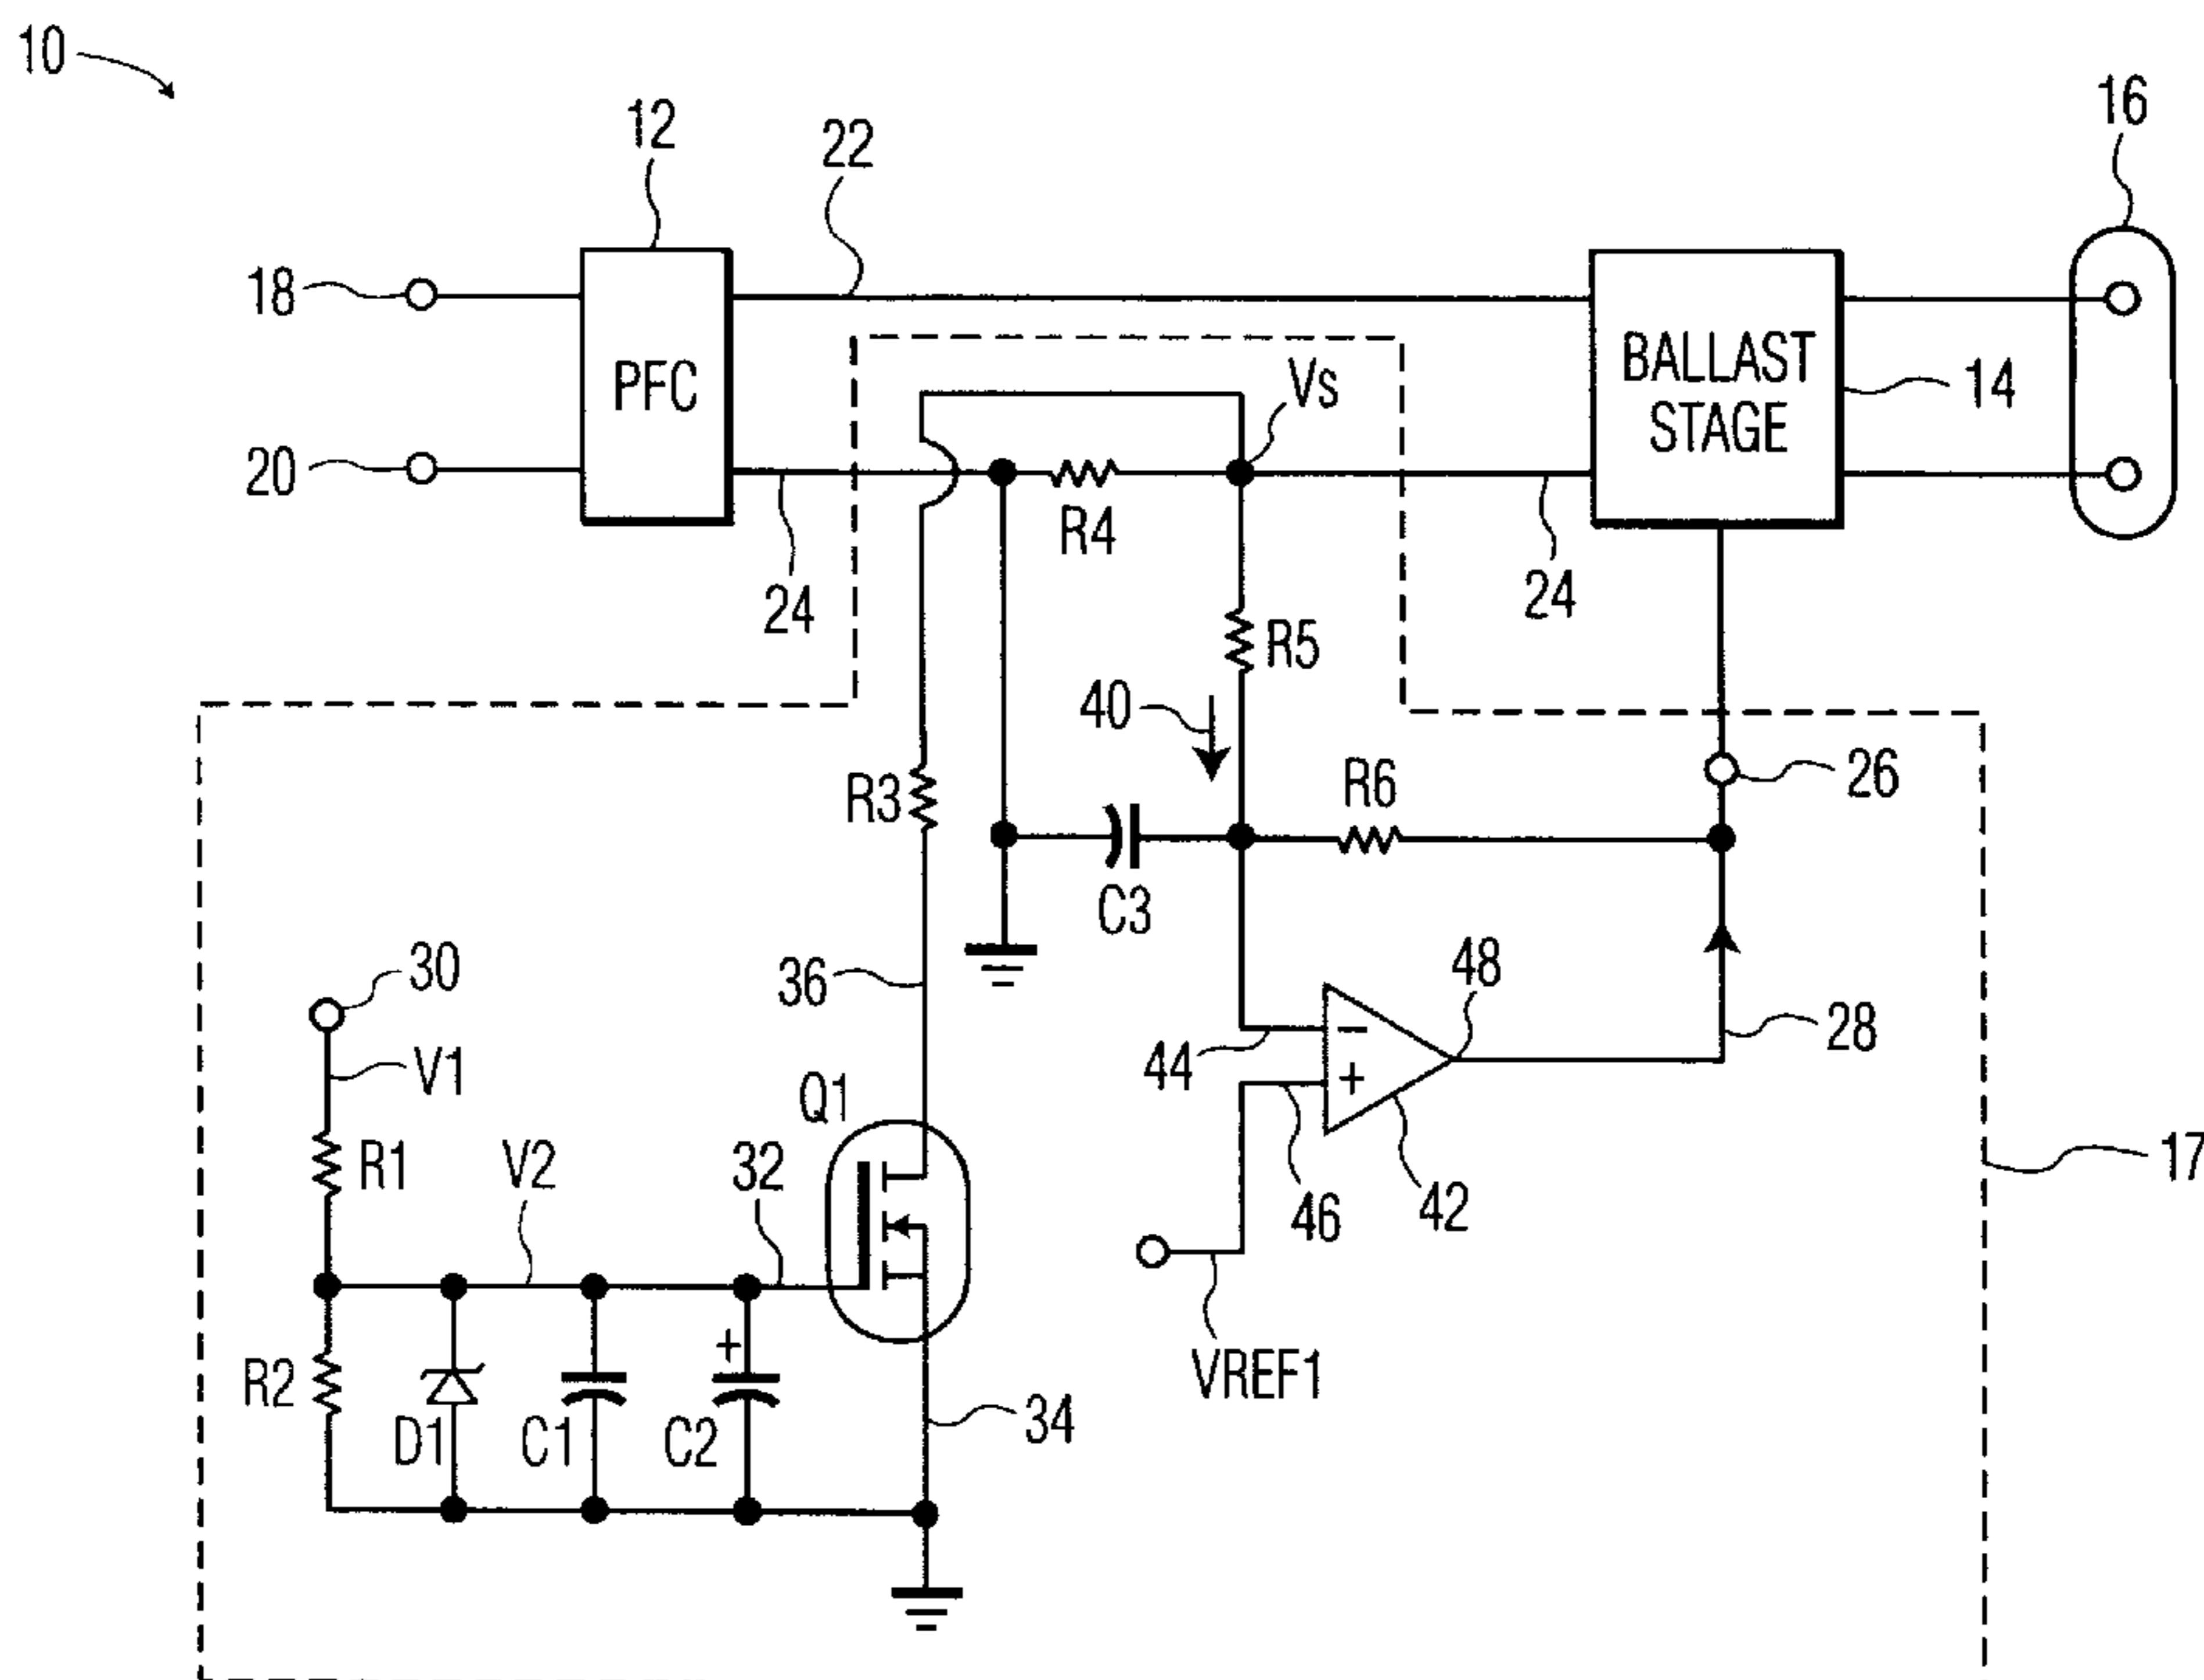 10
12
22
16
18
PFC
Vs
BALLAST
STAGE
14
20
R4
24
24
R5
40
R3
R6
26
C3
30
36
48
28
V1
44
Q1
R1
V2
32
−
+
46
42
17
R2
D1
C1
+
C2
VREF1
34